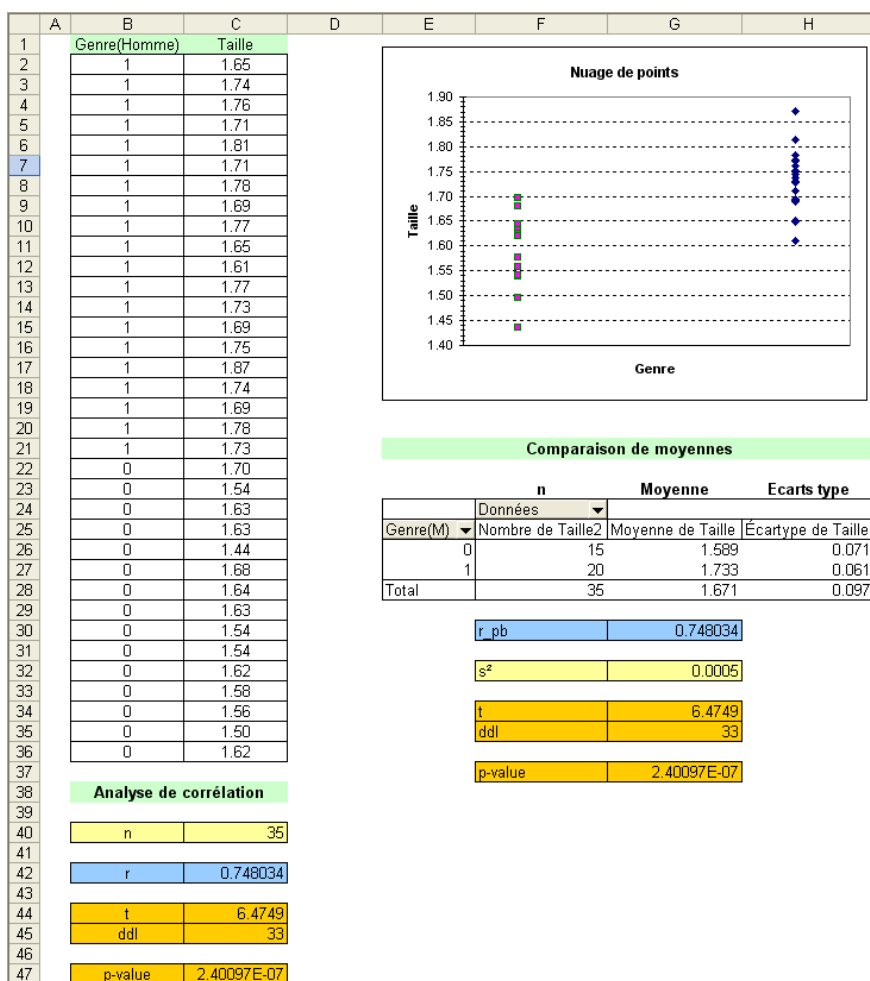 A B C D E F G H
1 Genre(Homme) Taille
2 1 1.65
3 1 1.74
4 1 1.76
5 1 1.71
6 1 1.81
7 1 1.71
8 1 1.78
9 1 1.69
10 1 1.77
11 1 1.65
12 1 1.61
13 1 1.77
14 1 1.73
15 1 1.69
16 1 1.75
17 1 1.87
18 1 1.74
19 1 1.69
20 1 1.78
21 1 1.73
22 0 1.70
23 0 1.54
24 0 1.63
25 0 1.63
26 0 1.44
27 0 1.68
28 0 1.64
29 0 1.63
30 0 1.54
31 0 1.54
32 0 1.62
33 0 1.58
34 0 1.56
35 0 1.50
36 0 1.62
37
38 Analyse de corrélation
39
40 n 35
41
42 r 0.748034
43
44 t 6.4749
45 ddl 33
46
47 p-value 2.40097E-07
Nuage de points
Taille
1.90
1.85
1.80
1.75
1.70
1.65
1.60
1.55
1.50
1.45
1.40
Genre
Comparaison de moyennes
n Moyenne Ecarts type
Données
Genre(M) Nombre de Taille2 Moyenne de Taille Écartype de Taille
0 15 1.589 0.071
1 20 1.733 0.061
Total 35 1.671 0.097
r_pb 0.748034
s² 0.0005
t 6.4749
ddl 33
p-value 2.40097E-07